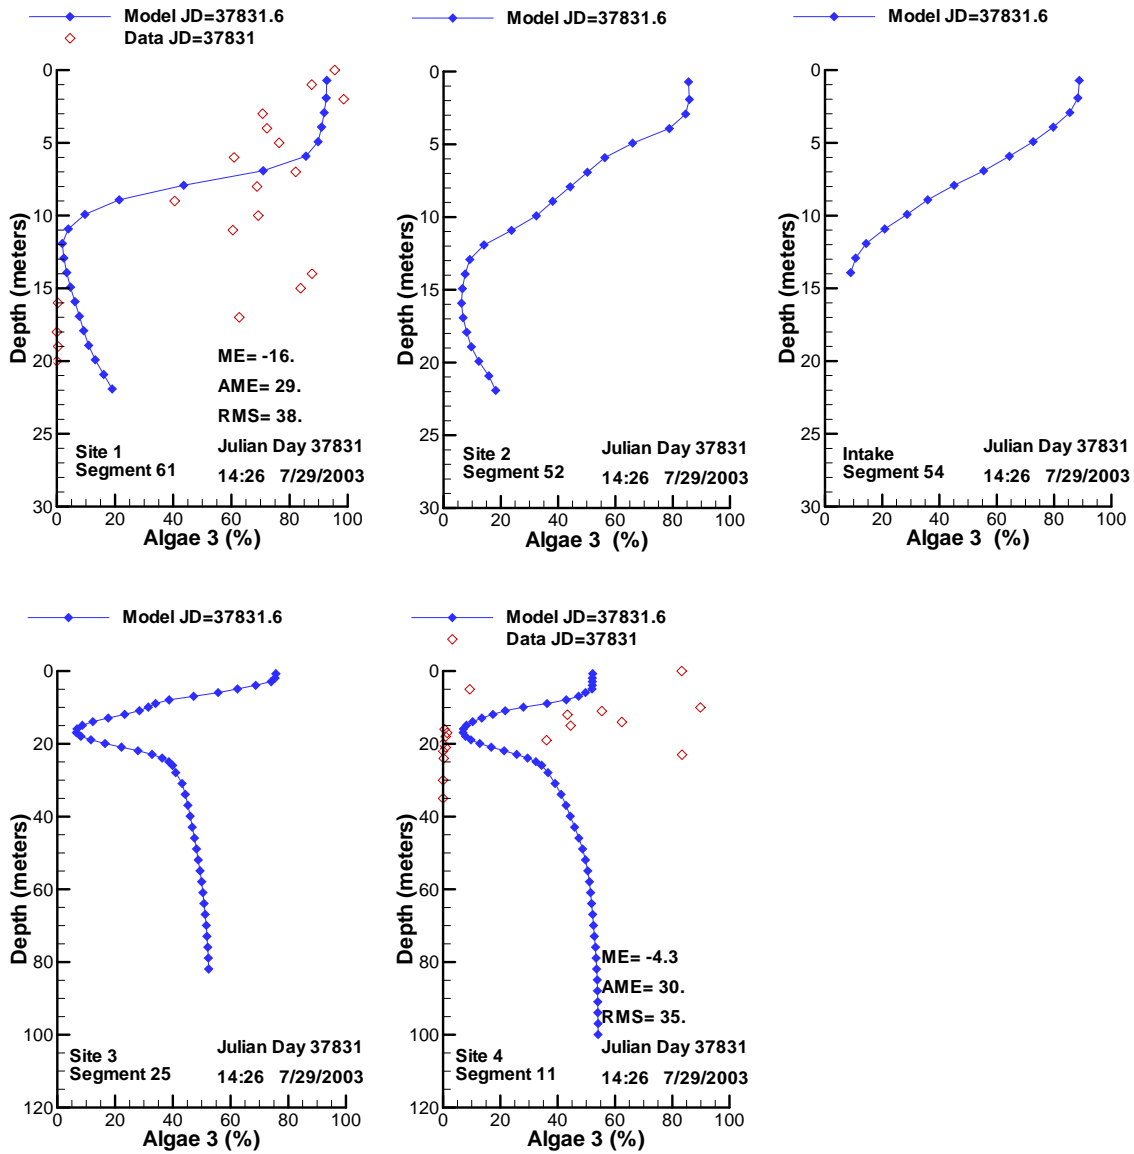 Model JD=37831.6
Data JD=37831
0
5
10
15
20
25
30
Depth (meters)
ME= -16.
AME= 29.
RMS= 38.
Site 1
Segment 61
Julian Day 37831
14:26 7/29/2003
0 20 40 60 80 100
Algae 3 (%)
Model JD=37831.6
0
5
10
15
20
25
30
Depth (meters)
Site 2
Segment 52
Julian Day 37831
14:26 7/29/2003
0 20 40 60 80 100
Algae 3 (%)
Model JD=37831.6
0
5
10
15
20
25
30
Depth (meters)
Intake
Segment 54
Julian Day 37831
14:26 7/29/2003
0 20 40 60 80 100
Algae 3 (%)
Model JD=37831.6
0
20
40
60
80
100
120
Depth (meters)
Site 3
Segment 25
Julian Day 37831
14:26 7/29/2003
0 20 40 60 80 100
Algae 3 (%)
Model JD=37831.6
Data JD=37831
0
20
40
60
80
100
120
Depth (meters)
ME= -4.3
AME= 30.
RMS= 35.
Site 4
Segment 11
Julian Day 37831
14:26 7/29/2003
0 20 40 60 80 100
Algae 3 (%)